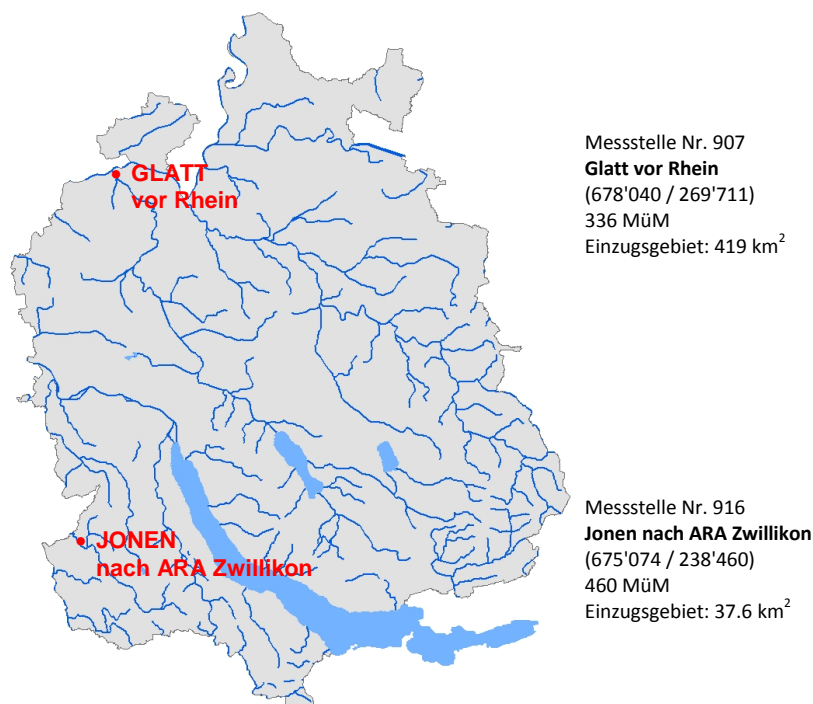 GLATT
vor Rhein
Messstelle Nr. 907
Glatt vor Rhein
(678'040 / 269'711)
336 MüM
Einzugsgebiet: 419 km²
JONEN
nach ARA Zwillikon
Messstelle Nr. 916
Jonen nach ARA Zwillikon
(675'074 / 238'460)
460 MüM
Einzugsgebiet: 37.6 km²